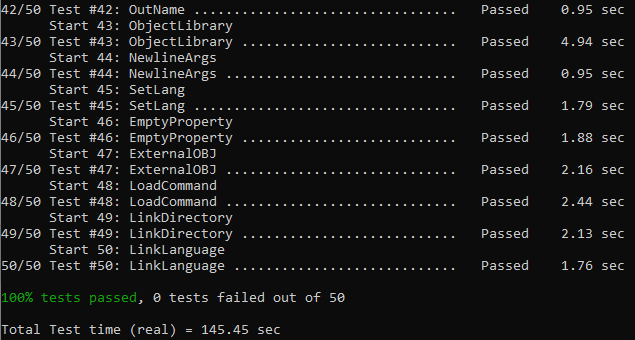 42/50 Test #42: OutName ................................. Passed 0.95 sec
Start 43: ObjectLibrary
43/50 Test #43: ObjectLibrary ........................... Passed 4.94 sec
Start 44: NewlineArgs
44/50 Test #44: NewlineArgs ............................. Passed 0.95 sec
Start 45: SetLang
45/50 Test #45: SetLang ................................. Passed 1.79 sec
Start 46: EmptyProperty
46/50 Test #46: EmptyProperty ........................... Passed 1.88 sec
Start 47: ExternalOBJ
47/50 Test #47: ExternalOBJ ............................. Passed 2.16 sec
Start 48: LoadCommand
48/50 Test #48: LoadCommand ............................. Passed 2.44 sec
Start 49: LinkDirectory
49/50 Test #49: LinkDirectory ........................... Passed 2.13 sec
Start 50: LinkLanguage
50/50 Test #50: LinkLanguage ............................ Passed 1.76 sec
100% tests passed, 0 tests failed out of 50
Total Test time (real) = 145.45 sec